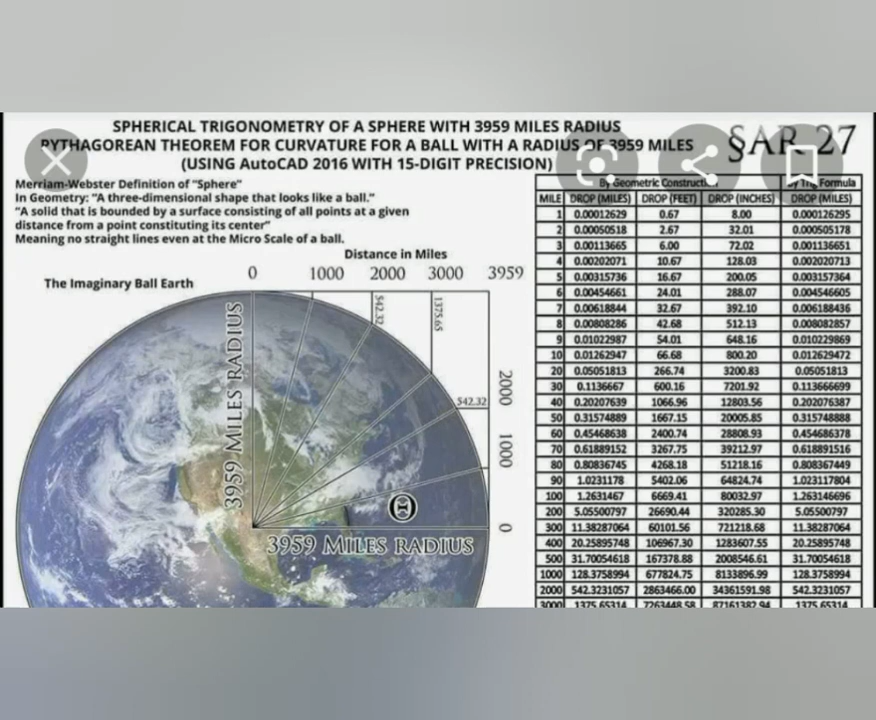 SPHERICAL TRIGONOMETRY OF A SPHERE WITH 3959 MILES RADIUS
PYTHAGOREAN THEOREM FOR CURVATURE FOR A BALL WITH A RADIUS OF 3959 MILES
(USING AutoCAD 2016 WITH 15-DIGIT PRECISION)
§AR 27
Merriam-Webster Definition of "Sphere"
In Geometry: "A three-dimensional shape that looks like a ball."
"A solid that is bounded by a surface consisting of all points at a given
distance from a point constituting its center"
Meaning no straight lines even at the Micro Scale of a ball.
Distance in Miles
0 1000 2000 3000 3959
The Imaginary Ball Earth
542.32
1375.65
542.32
2000
1000
0
3959 MILES RADIUS
Θ
3959 MILES RADIUS
By Geometric Construction By Trig Formula
MILE DROP (MILES) DROP (FEET) DROP (INCHES) DROP (MILES)
1 0.00012629 0.67 8.00 0.000126295
2 0.00050518 2.67 32.01 0.000505178
3 0.00113665 6.00 72.02 0.001136651
4 0.00202071 10.67 128.03 0.002020713
5 0.00315736 16.67 200.05 0.003157364
6 0.00454661 24.01 288.07 0.004546605
7 0.00618844 32.67 392.10 0.006188436
8 0.00808286 42.68 512.13 0.008082857
9 0.01022987 54.01 648.16 0.010229869
10 0.01262947 66.68 800.20 0.012629472
20 0.05051813 266.74 3200.83 0.05051813
30 0.1136667 600.16 7201.92 0.113666699
40 0.20207639 1066.96 12803.56 0.202076387
50 0.31574889 1667.15 20005.85 0.315748888
60 0.45468638 2400.74 28808.93 0.454686378
70 0.61889152 3267.75 39212.97 0.618891516
80 0.80836745 4268.18 51218.16 0.808367449
90 1.0231178 5402.06 64824.74 1.023117804
100 1.2631467 6669.41 80032.97 1.263146696
200 5.05500797 26690.44 320285.30 5.05500797
300 11.38287064 60101.56 721218.68 11.38287064
400 20.25895748 106967.30 1283607.55 20.25895748
500 31.70054618 167378.88 2008546.61 31.70054618
1000 128.3758994 677824.75 8133896.99 128.3758994
2000 542.3231057 2863466.00 34361591.98 542.3231057
3000 1375.65314 7263448.58 87161382.94 1375.65314